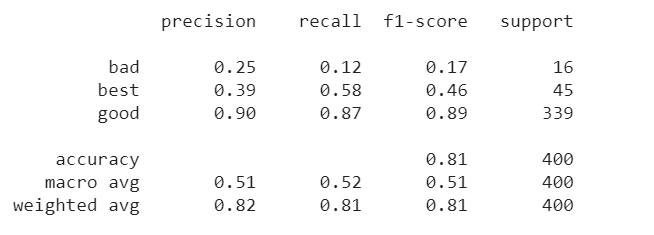 precision recall f1-score support
bad 0.25 0.12 0.17 16
best 0.39 0.58 0.46 45
good 0.90 0.87 0.89 339
accuracy 0.81 400
macro avg 0.51 0.52 0.51 400
weighted avg 0.82 0.81 0.81 400